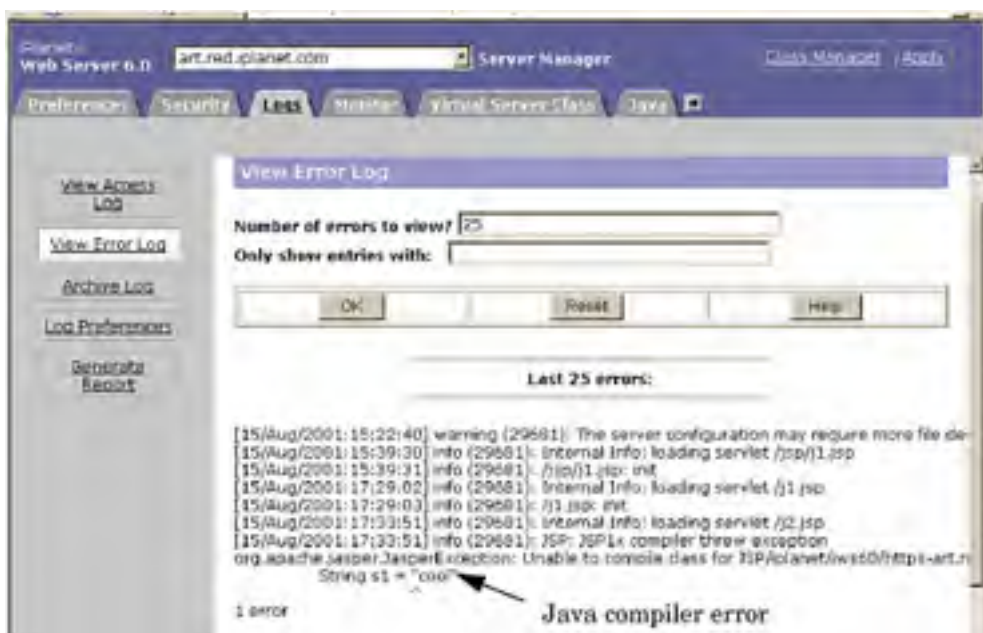 iPlanet
Web Server 6.0
art.red.iplanet.com
Server Manager
Class Manager
Apply
Preferences
Security
Logs
Monitor
Virtual Server Class
Java
View Access
Log
View Error Log
Archive Log
Log Preferences
Generate
Report
View Error Log
Number of errors to view? 25
Only show entries with:
OK
Reset
Help
Last 25 errors:
[15/Aug/2001:15:22:40] warning (29681): The server configuration may require more file de
[15/Aug/2001:15:39:30] info (29681): Internal Info: loading servlet /jsp/j1.jsp
[15/Aug/2001:15:39:31] info (29681): /jsp/j1.jsp: init
[15/Aug/2001:17:29:02] info (29681): Internal Info: loading servlet /j1.jsp
[15/Aug/2001:17:29:03] info (29681): /j1.jsp: init
[15/Aug/2001:17:33:51] info (29681): Internal Info: loading servlet /j2.jsp
[15/Aug/2001:17:33:51] info (29681): JSP: JSP1x compiler threw exception
org.apache.jasper.JasperException: Unable to compile class for JSP/iplanet/iws60/https-art.r
String s1 = "cool"
^
1 error
Java compiler error